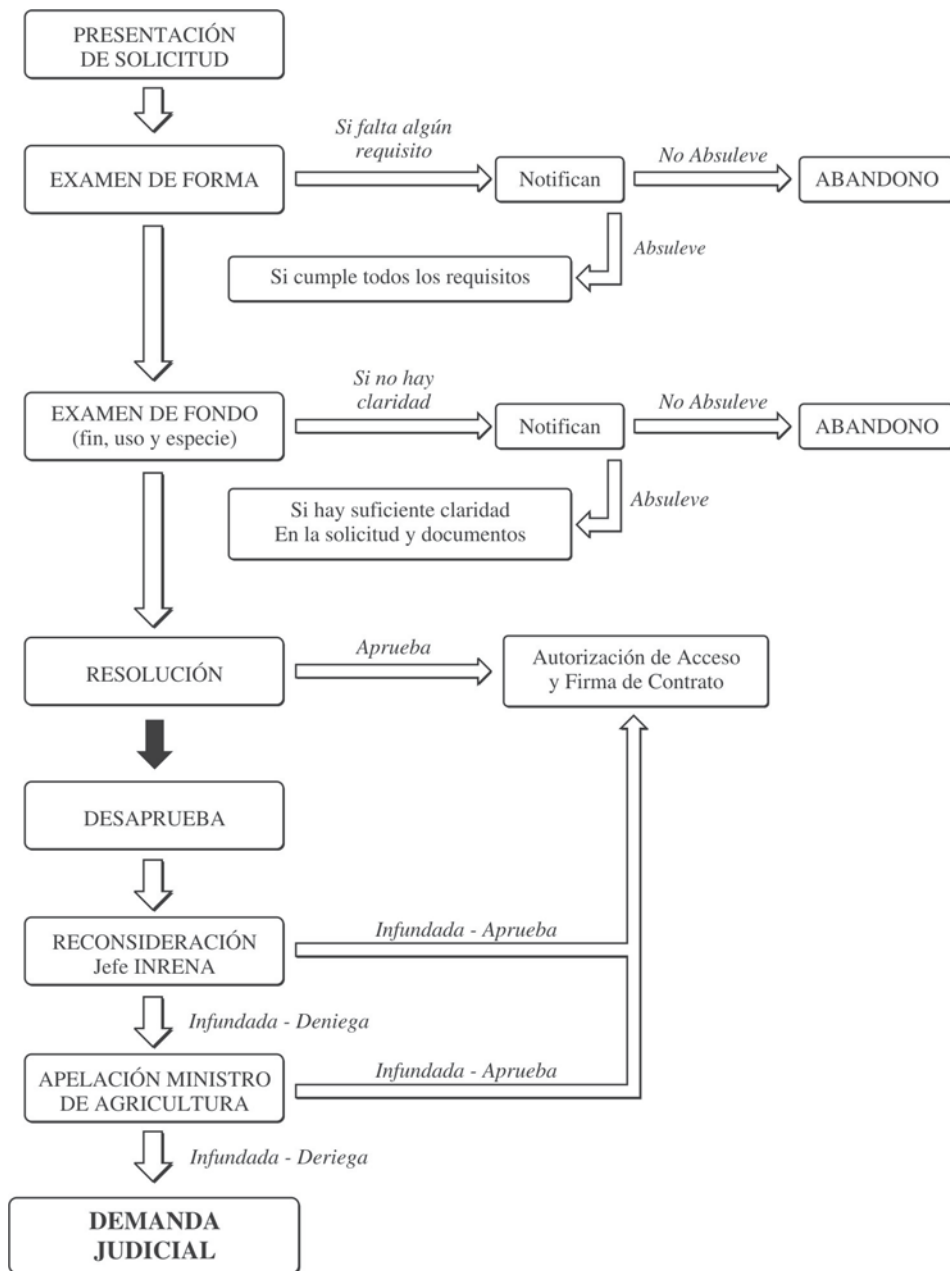 PRESENTACIÓN
DE SOLICITUD
Si falta algún
requisito
No Absuleve
EXAMEN DE FORMA
Notifican
ABANDONO
Absuleve
Si cumple todos los requisitos
Si no hay
claridad
No Absuleve
EXAMEN DE FONDO
(fin, uso y especie)
Notifican
ABANDONO
Absuleve
Si hay suficiente claridad
En la solicitud y documentos
Aprueba
RESOLUCIÓN
Autorización de Acceso
y Firma de Contrato
DESAPRUEBA
RECONSIDERACIÓN
Jefe INRENA
Infundada - Aprueba
Infundada - Deniega
APELACIÓN MINISTRO
DE AGRICULTURA
Infundada - Aprueba
Infundada - Deriega
DEMANDA
JUDICIAL